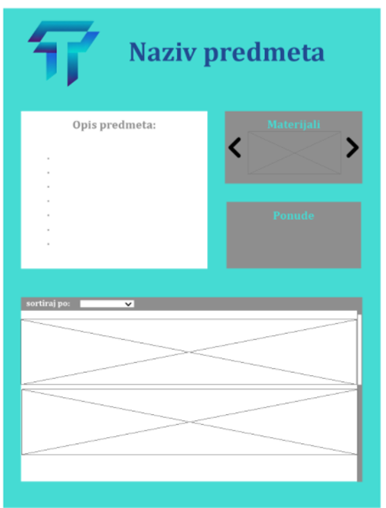 Naziv predmeta
Opis predmeta:
Materijali
Ponude
sortiraj po: